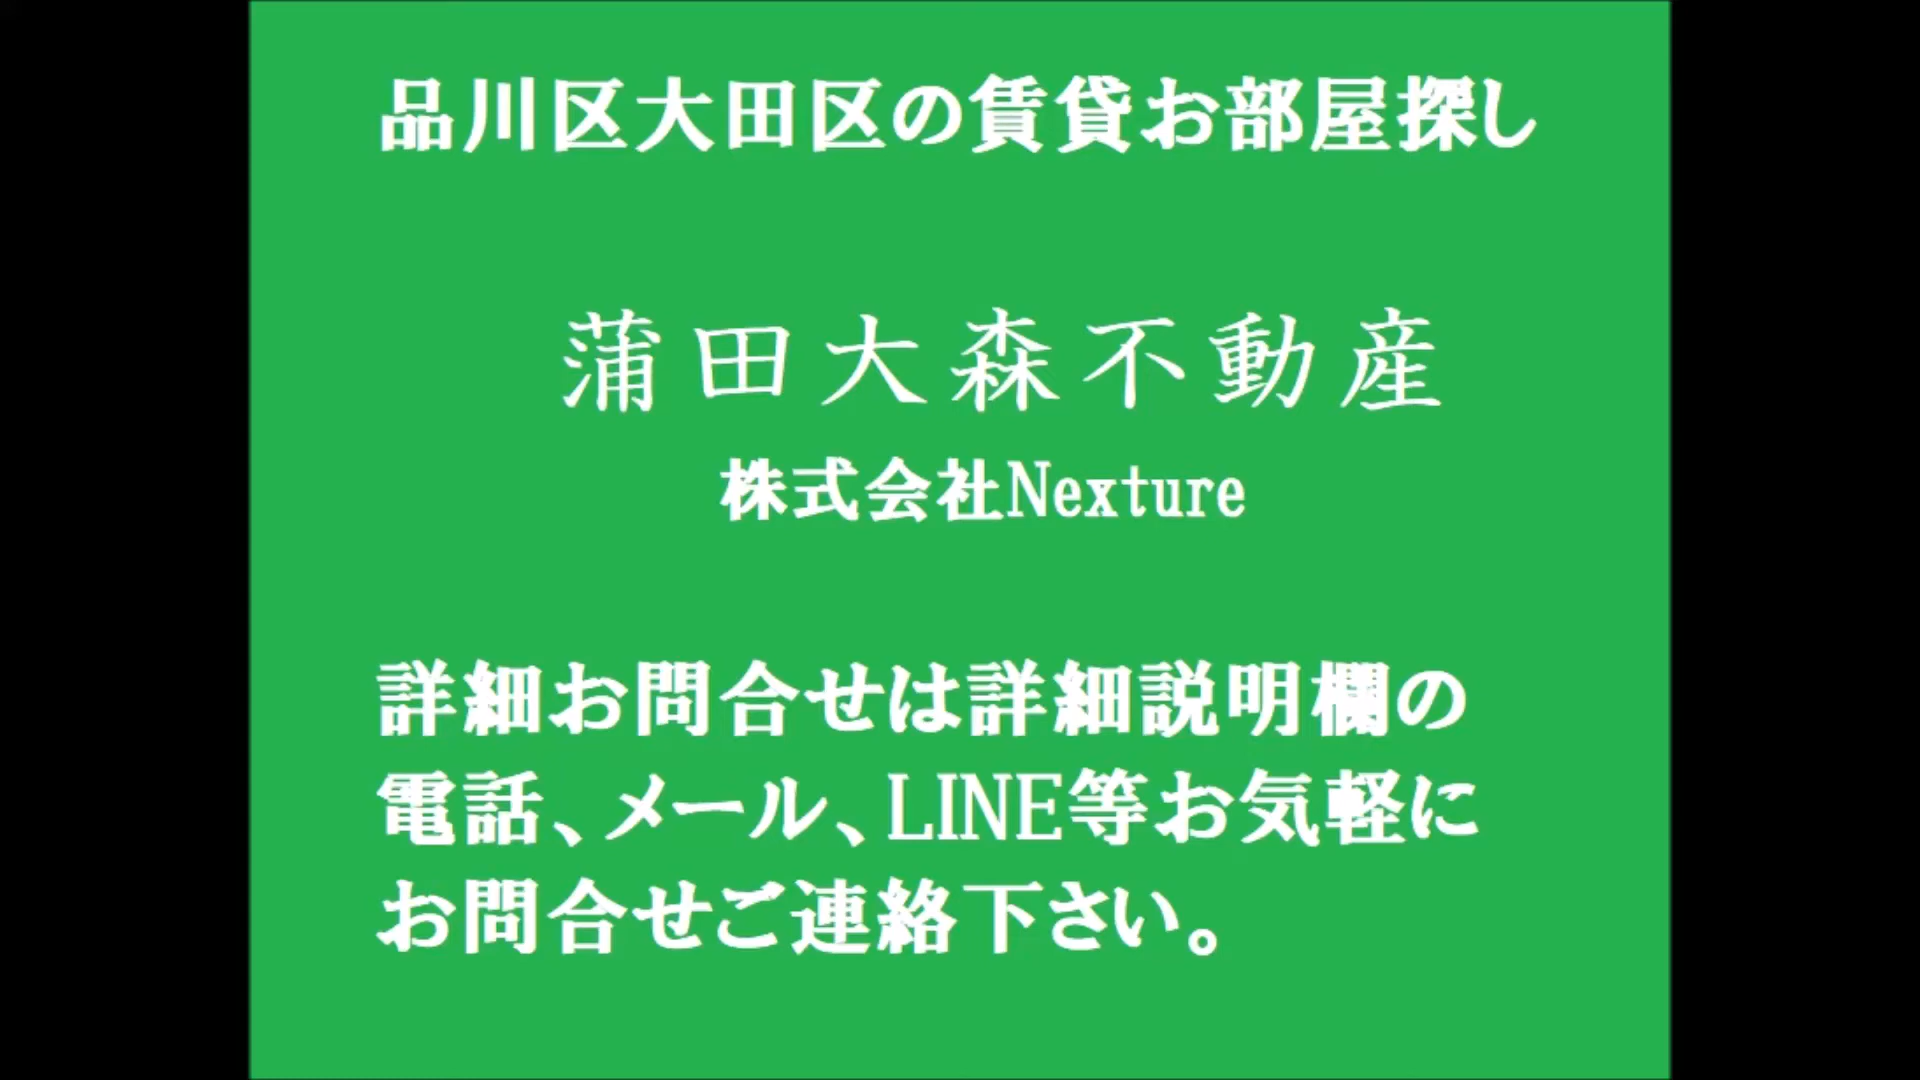 品川区大田区の賃貸お部屋探し
蒲田大森不動産
株式会社Nexture
詳細お問合せは詳細説明欄の
電話、メール、LINE等お気軽に
お問合せご連絡下さい。